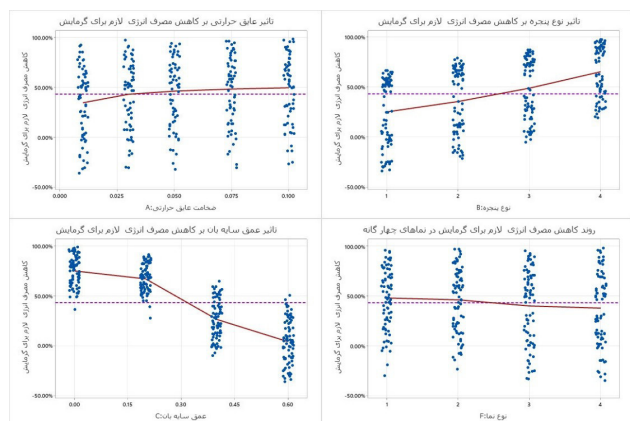 تاثیر عایق حرارتی بر کاهش مصرف انرژی لازم برای گرمایش
کاهش مصرف انرژی لازم برای گرمایش
100.00%
50.00%
0.00%
-50.00%
0.000
0.025
0.050
0.075
0.100
ضخامت عایق حرارتی:A
تاثیر نوع پنجره بر کاهش مصرف انرژی لازم برای گرمایش
کاهش مصرف انرژی لازم برای گرمایش
100.00%
50.00%
0.00%
-50.00%
1
2
3
4
نوع پنجره:B
تاثیر عمق سایه بان بر کاهش مصرف انرژی لازم برای گرمایش
کاهش مصرف انرژی لازم برای گرمایش
100.00%
50.00%
0.00%
-50.00%
0.00
0.15
0.30
0.45
0.60
عمق سایه بان:C
روند کاهش مصرف انرژی لازم برای گرمایش در نماهای چهار گانه
کاهش مصرف انرژی لازم برای گرمایش
100.00%
50.00%
0.00%
-50.00%
1
2
3
4
نوع نما:F